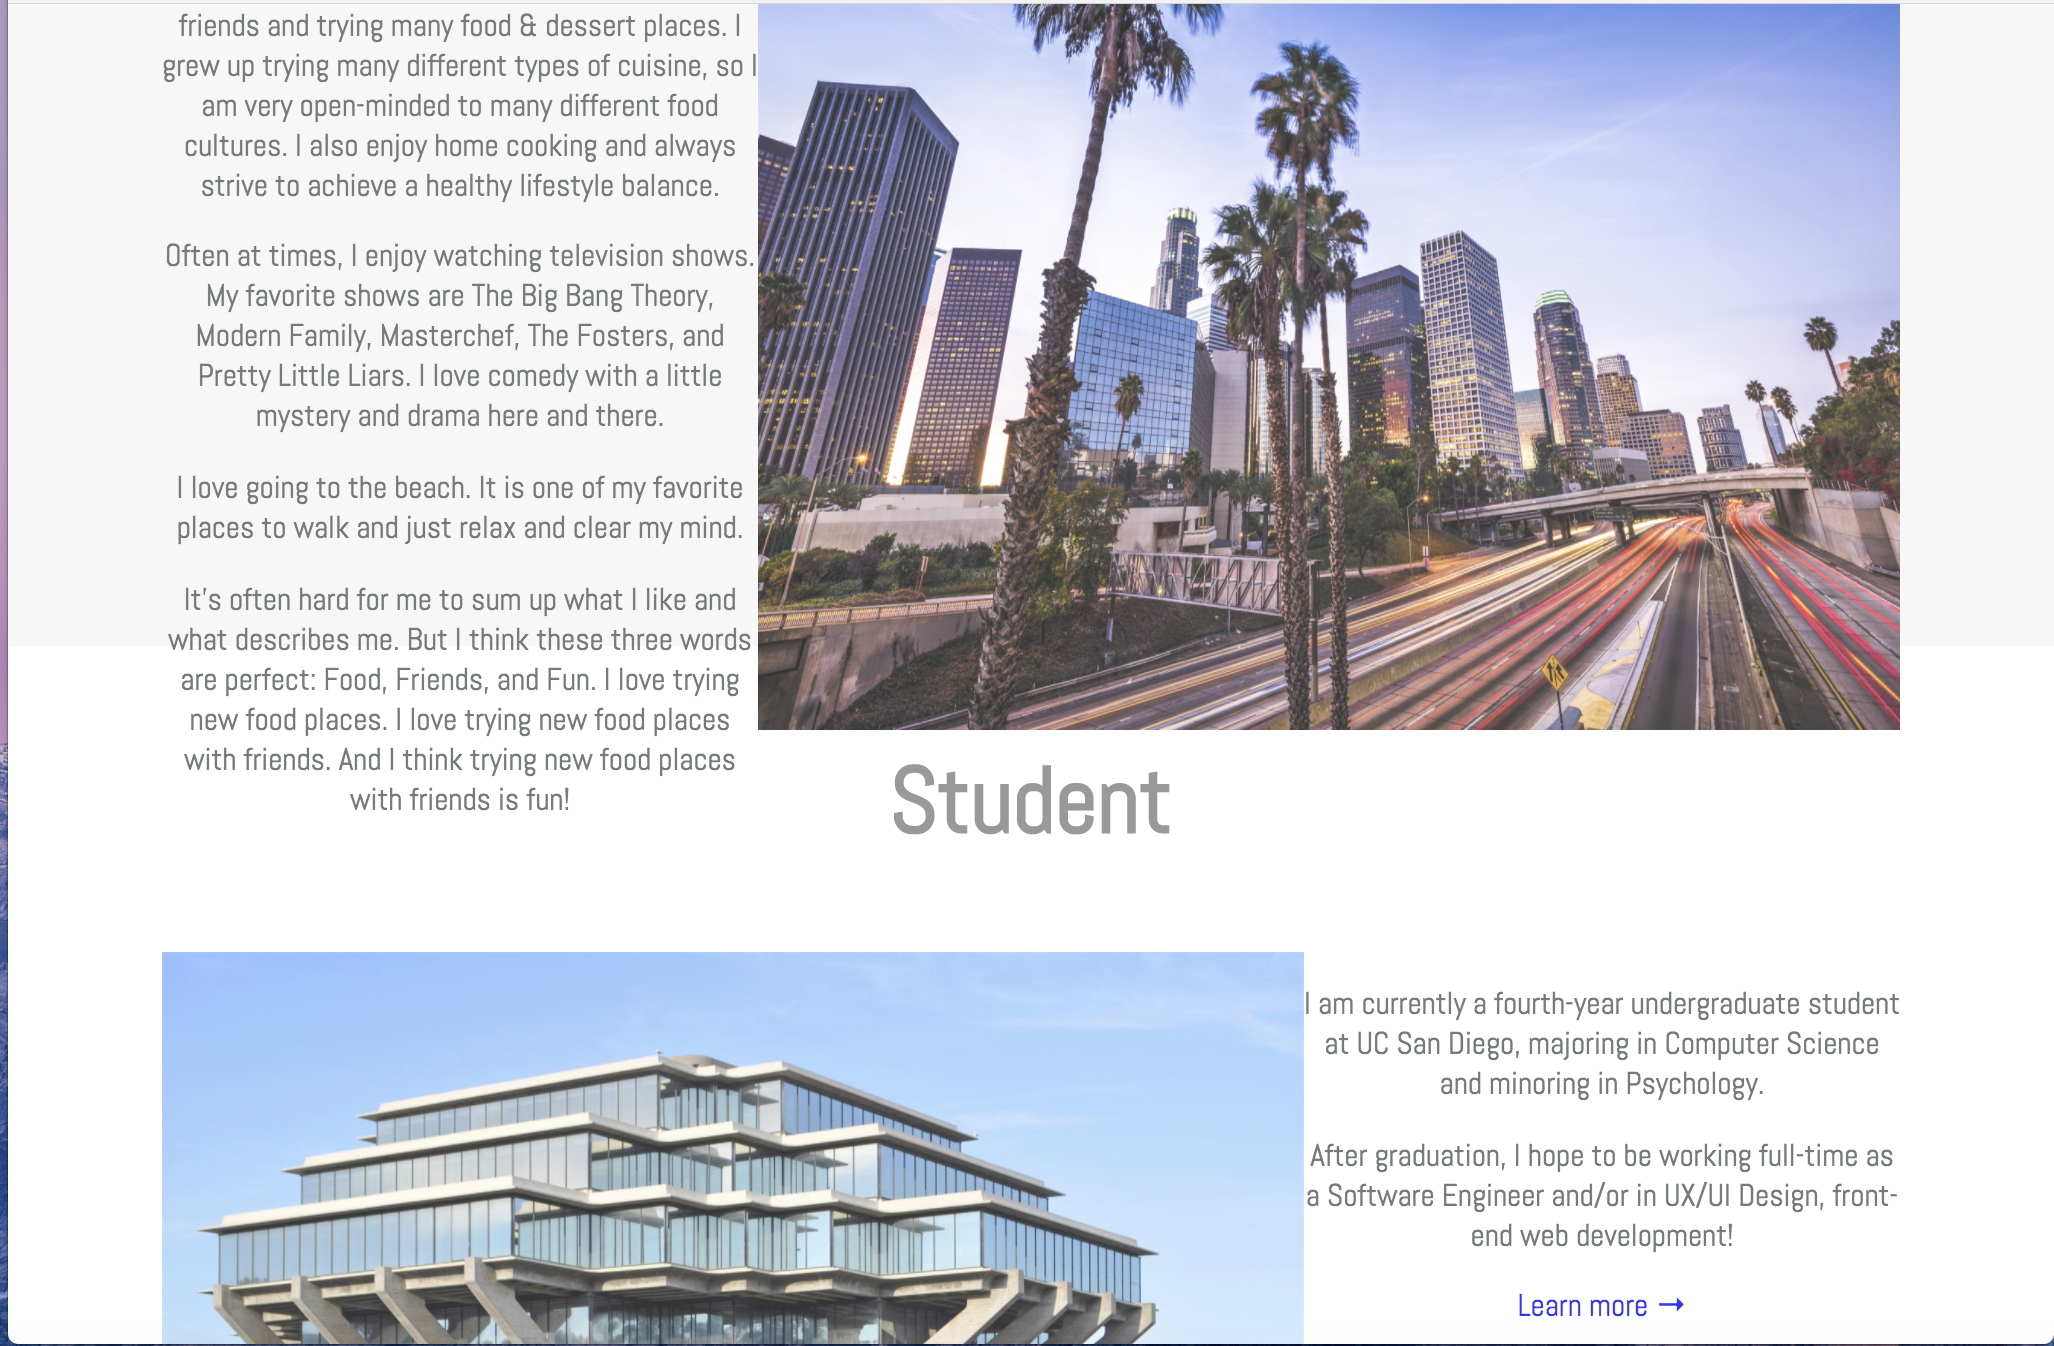 friends and trying many food & dessert places. I
grew up trying many different types of cuisine, so I
am very open-minded to many different food
cultures. I also enjoy home cooking and always
strive to achieve a healthy lifestyle balance.
Often at times, I enjoy watching television shows.
My favorite shows are The Big Bang Theory,
Modern Family, Masterchef, The Fosters, and
Pretty Little Liars. I love comedy with a little
mystery and drama here and there.
I love going to the beach. It is one of my favorite
places to walk and just relax and clear my mind.
It's often hard for me to sum up what I like and
what describes me. But I think these three words
are perfect: Food, Friends, and Fun. I love trying
new food places. I love trying new food places
with friends. And I think trying new food places
with friends is fun!
Student
I am currently a fourth-year undergraduate student
at UC San Diego, majoring in Computer Science
and minoring in Psychology.
After graduation, I hope to be working full-time as
a Software Engineer and/or in UX/UI Design, front-
end web development!
Learn more →